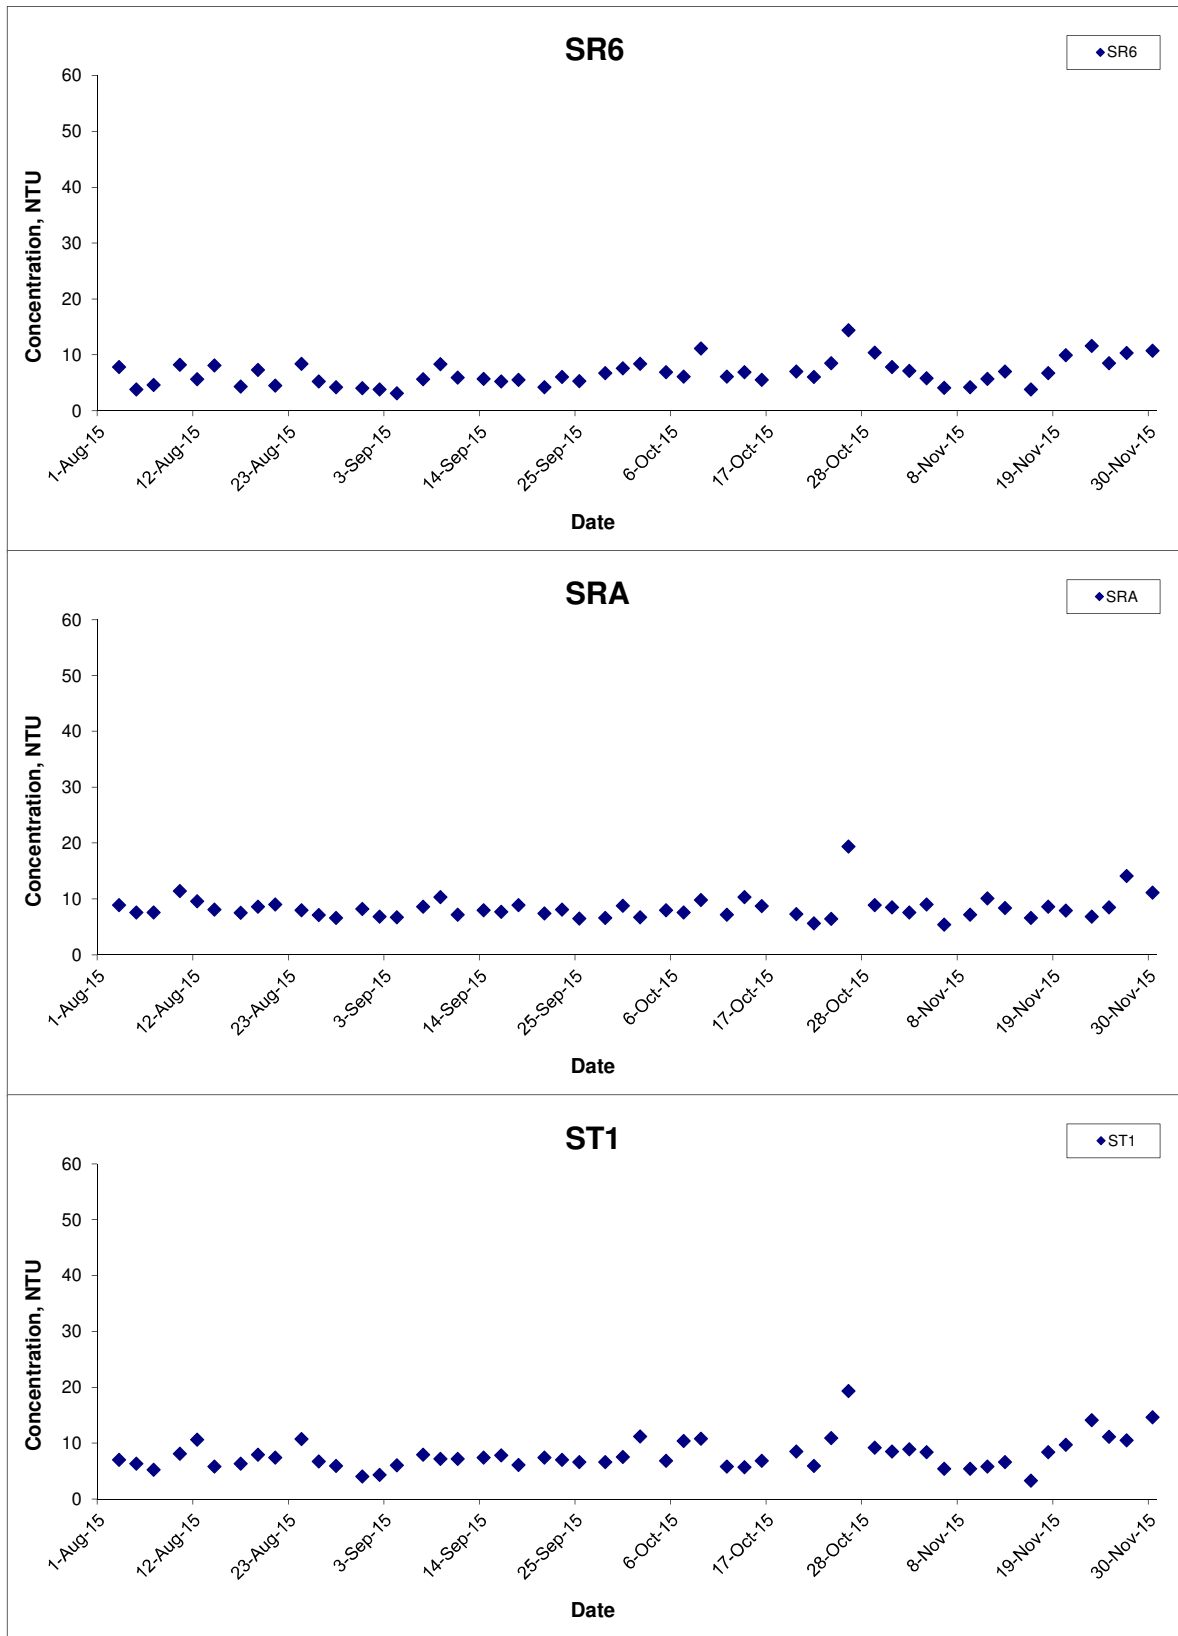 SR6
SR6
60
50
40
30
20
10
0
Concentration, NTU
1-Aug-15
12-Aug-15
23-Aug-15
3-Sep-15
14-Sep-15
25-Sep-15
6-Oct-15
17-Oct-15
28-Oct-15
8-Nov-15
19-Nov-15
30-Nov-15
Date
SRA
SRA
60
50
40
30
20
10
0
Concentration, NTU
1-Aug-15
12-Aug-15
23-Aug-15
3-Sep-15
14-Sep-15
25-Sep-15
6-Oct-15
17-Oct-15
28-Oct-15
8-Nov-15
19-Nov-15
30-Nov-15
Date
ST1
ST1
60
50
40
30
20
10
0
Concentration, NTU
1-Aug-15
12-Aug-15
23-Aug-15
3-Sep-15
14-Sep-15
25-Sep-15
6-Oct-15
17-Oct-15
28-Oct-15
8-Nov-15
19-Nov-15
30-Nov-15
Date